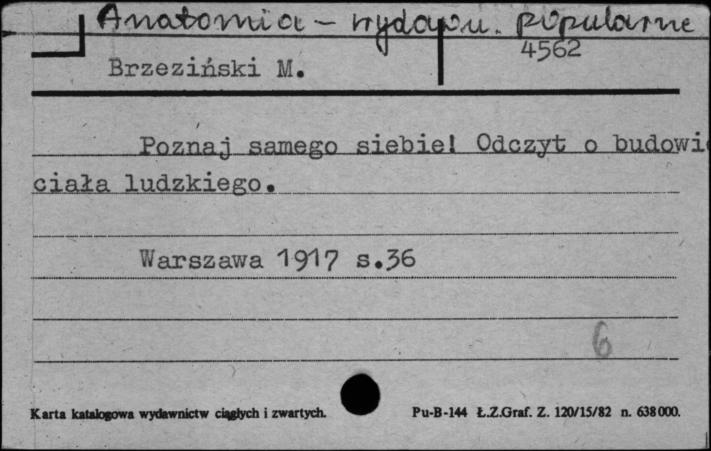 Anatomia - wydawn. popularne
4562
Brzeziński M.
Poznaj samego siebie! Odczyt o budowie
ciała ludzkiego.
Warszawa 1917 s.36
6
Karta katalogowa wydawnictw ciągłych i zwartych.
Pu-B-144 Ł.Z.Graf. Z. 120/15/82 n. 638000.